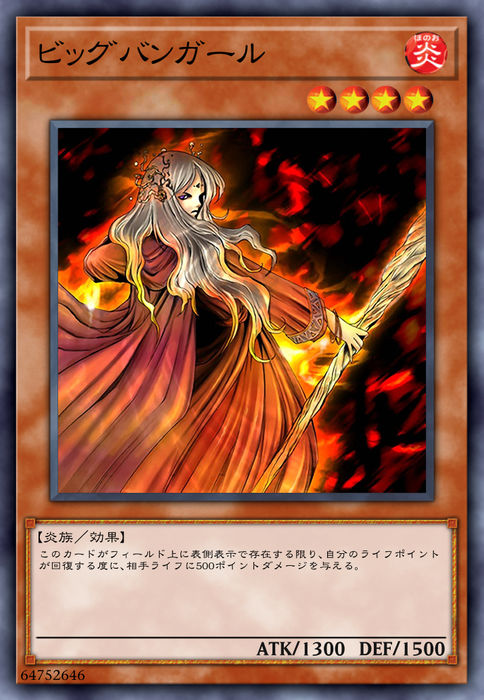 ビッグバンガール
ほのお
炎
【炎族／効果】
このカードがフィールド上に表側表示で存在する限り、自分のライフポイント
が回復する度に、相手ライフに500ポイントダメージを与える。
ATK/1300 DEF/1500
64752646